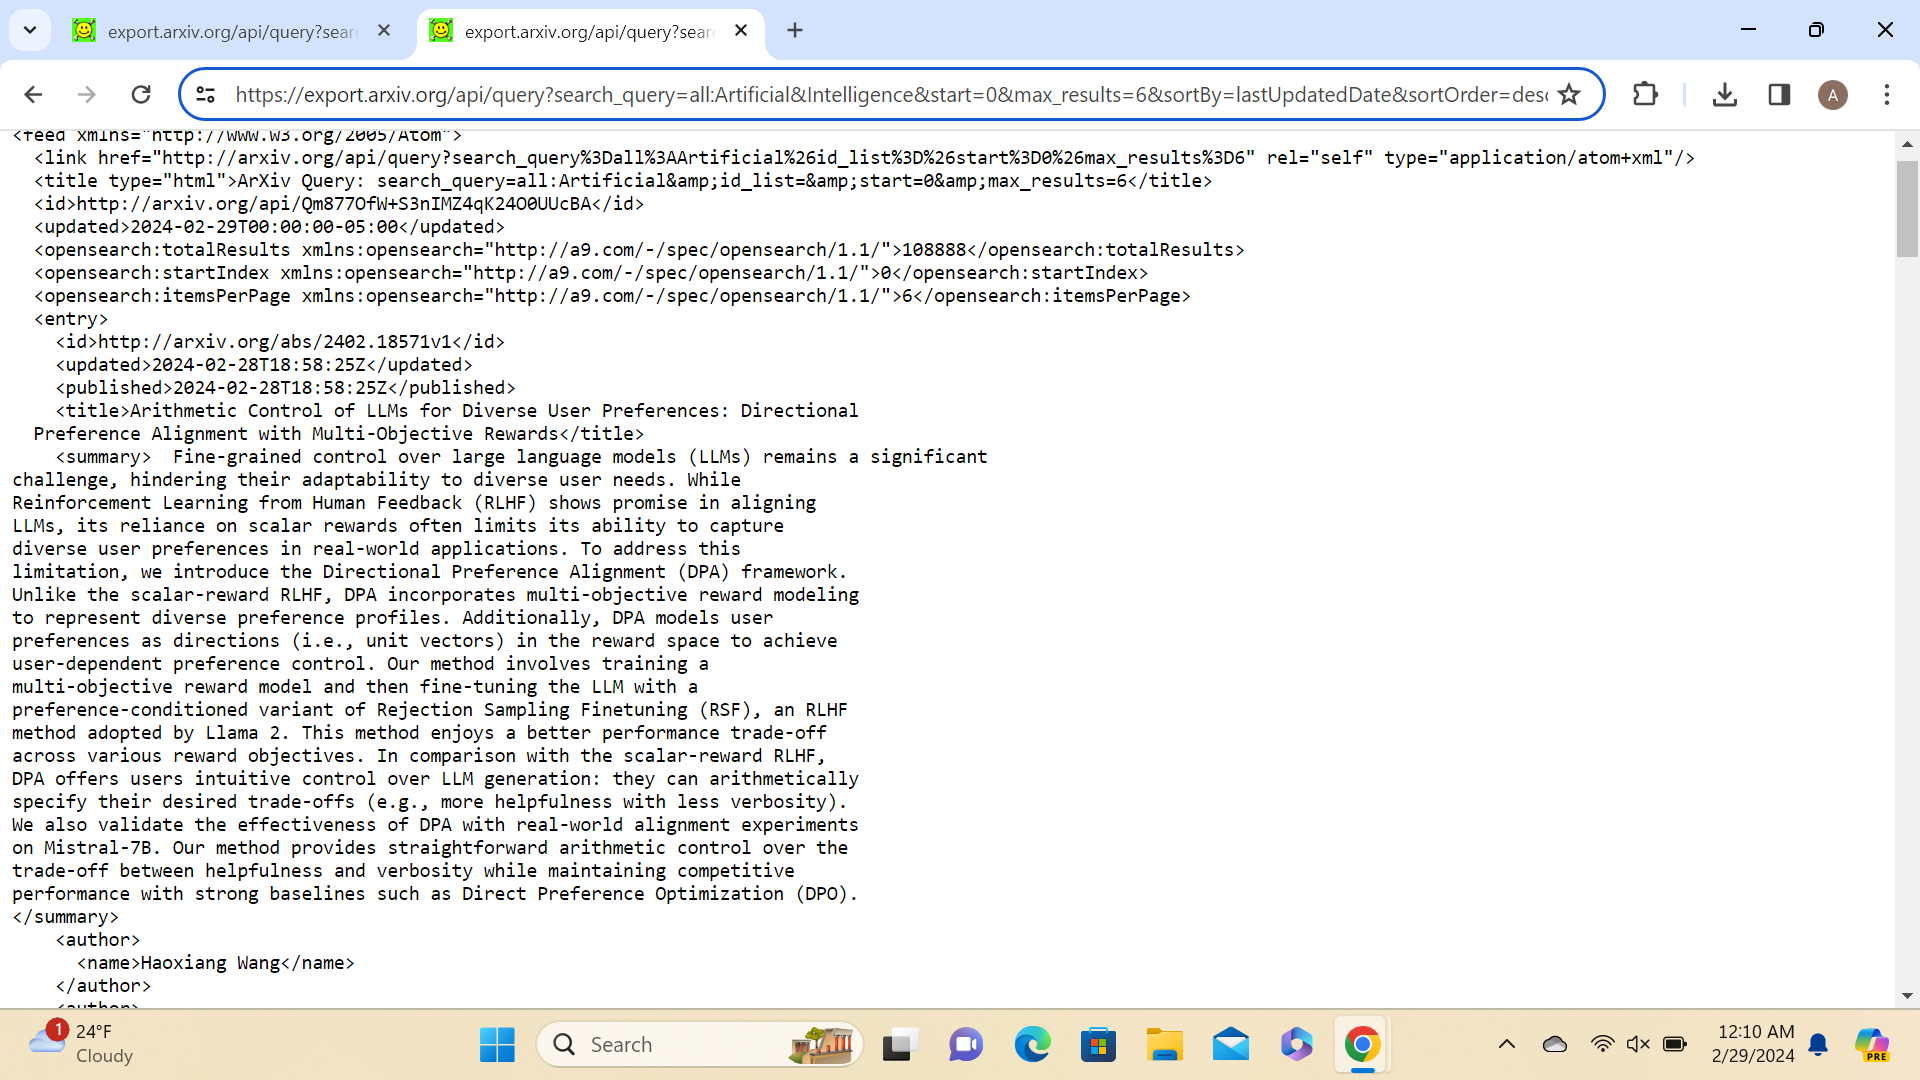 export.arxiv.org/api/query?sear
export.arxiv.org/api/query?sear
https://export.arxiv.org/api/query?search_query=all:Artificial&Intelligence&start=0&max_results=6&sortBy=lastUpdatedDate&sortOrder=desc
A
<feed xmlns="http://www.w3.org/2005/Atom">
<link href="http://arxiv.org/api/query?search_query%3Dall%3AArtificial%26id_list%3D%26start%3D0%26max_results%3D6" rel="self" type="application/atom+xml"/>
<title type="html">ArXiv Query: search_query=all:Artificial&amp;id_list=&amp;start=0&amp;max_results=6</title>
<id>http://arxiv.org/api/Qm877OfW+S3nIMZ4qK24O0UUcBA</id>
<updated>2024-02-29T00:00:00-05:00</updated>
<opensearch:totalResults xmlns:opensearch="http://a9.com/-/spec/opensearch/1.1/">108888</opensearch:totalResults>
<opensearch:startIndex xmlns:opensearch="http://a9.com/-/spec/opensearch/1.1/">0</opensearch:startIndex>
<opensearch:itemsPerPage xmlns:opensearch="http://a9.com/-/spec/opensearch/1.1/">6</opensearch:itemsPerPage>
<entry>
<id>http://arxiv.org/abs/2402.18571v1</id>
<updated>2024-02-28T18:58:25Z</updated>
<published>2024-02-28T18:58:25Z</published>
<title>Arithmetic Control of LLMs for Diverse User Preferences: Directional
Preference Alignment with Multi-Objective Rewards</title>
<summary>  Fine-grained control over large language models (LLMs) remains a significant
challenge, hindering their adaptability to diverse user needs. While
Reinforcement Learning from Human Feedback (RLHF) shows promise in aligning
LLMs, its reliance on scalar rewards often limits its ability to capture
diverse user preferences in real-world applications. To address this
limitation, we introduce the Directional Preference Alignment (DPA) framework.
Unlike the scalar-reward RLHF, DPA incorporates multi-objective reward modeling
to represent diverse preference profiles. Additionally, DPA models user
preferences as directions (i.e., unit vectors) in the reward space to achieve
user-dependent preference control. Our method involves training a
multi-objective reward model and then fine-tuning the LLM with a
preference-conditioned variant of Rejection Sampling Finetuning (RSF), an RLHF
method adopted by Llama 2. This method enjoys a better performance trade-off
across various reward objectives. In comparison with the scalar-reward RLHF,
DPA offers users intuitive control over LLM generation: they can arithmetically
specify their desired trade-offs (e.g., more helpfulness with less verbosity).
We also validate the effectiveness of DPA with real-world alignment experiments
on Mistral-7B. Our method provides straightforward arithmetic control over the
trade-off between helpfulness and verbosity while maintaining competitive
performance with strong baselines such as Direct Preference Optimization (DPO).
</summary>
<author>
<name>Haoxiang Wang</name>
</author>
<author>
1
24°F
Cloudy
Search
12:10 AM
2/29/2024
PRE